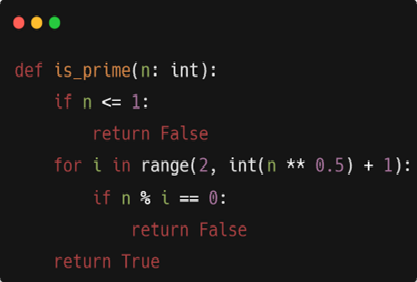 def is_prime(n: int):
    if n <= 1:
        return False
    for i in range(2, int(n ** 0.5) + 1):
        if n % i == 0:
            return False
    return True